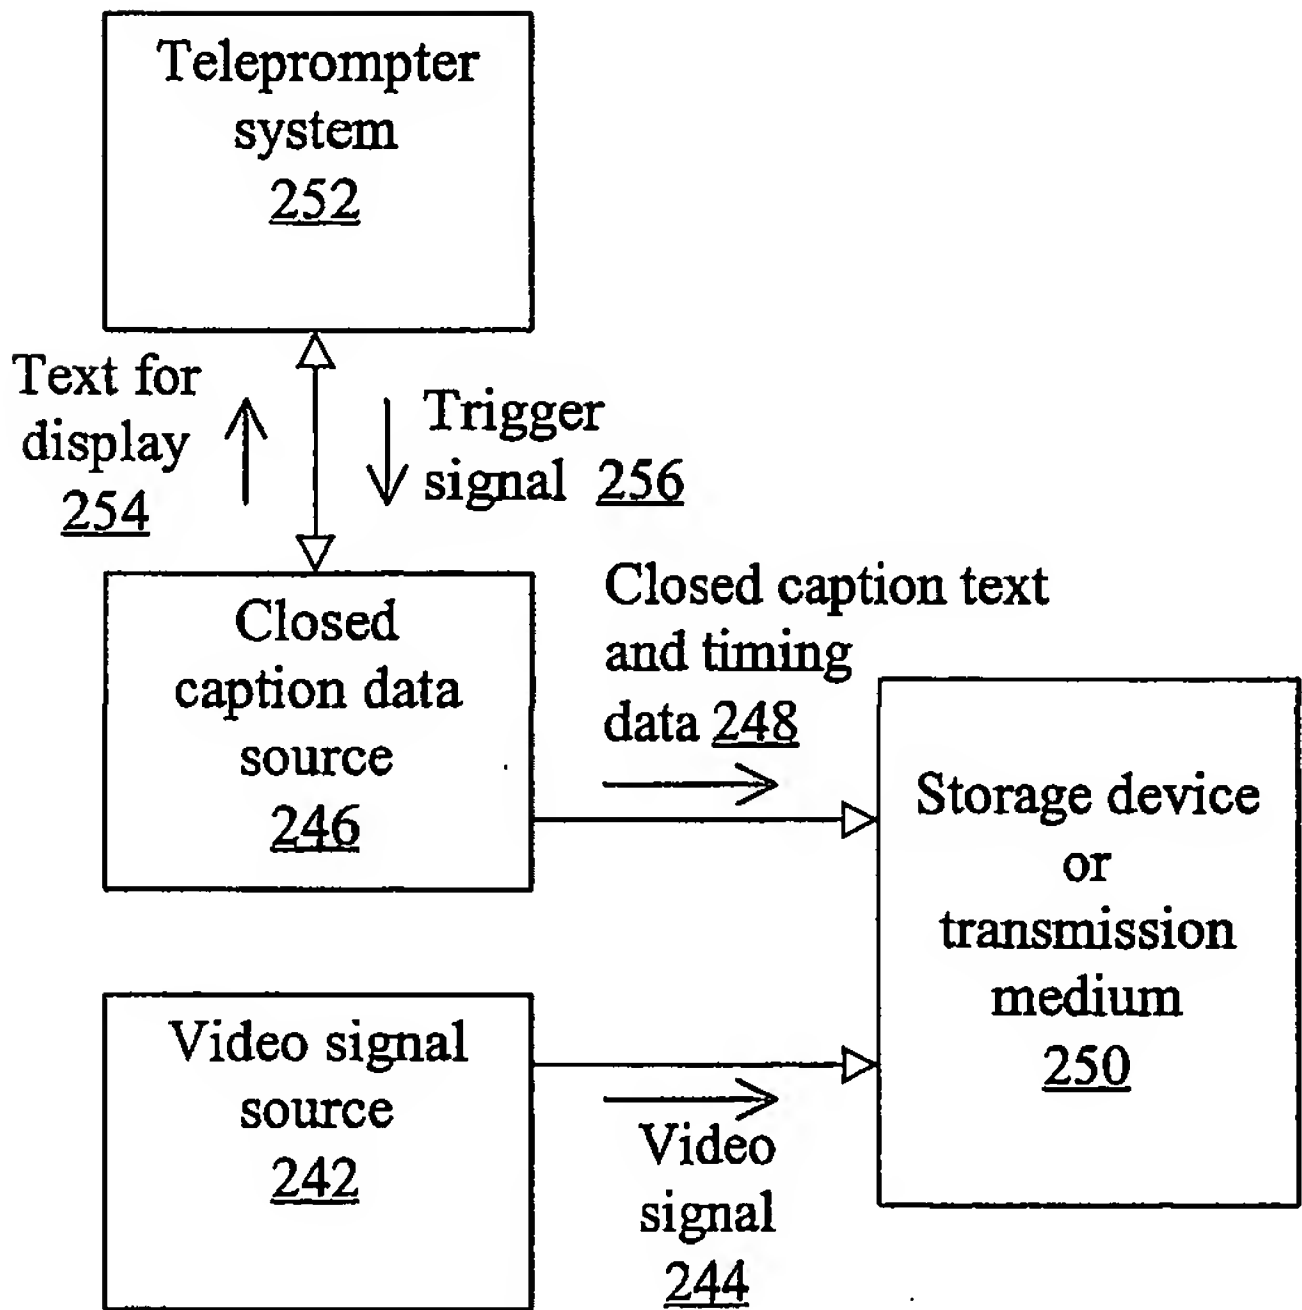 Teleprompter
system
252
Text for
display
254
Trigger
signal 256
Closed
caption data
source
246
Closed caption text
and timing
data 248
Storage device
or
transmission
medium
250
Video signal
source
242
Video
signal
244